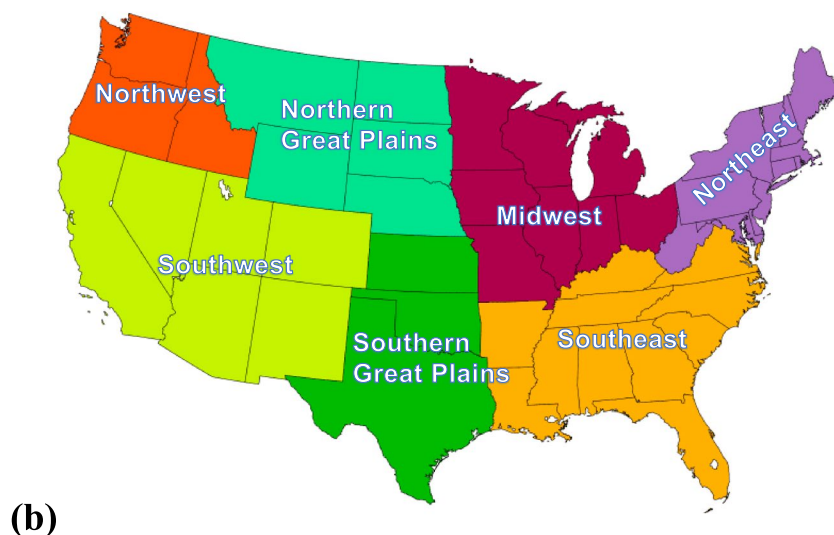 Northwest
Northern
Great Plains
Northeast
Midwest
Southwest
Southern
Great Plains
Southeast
(b)